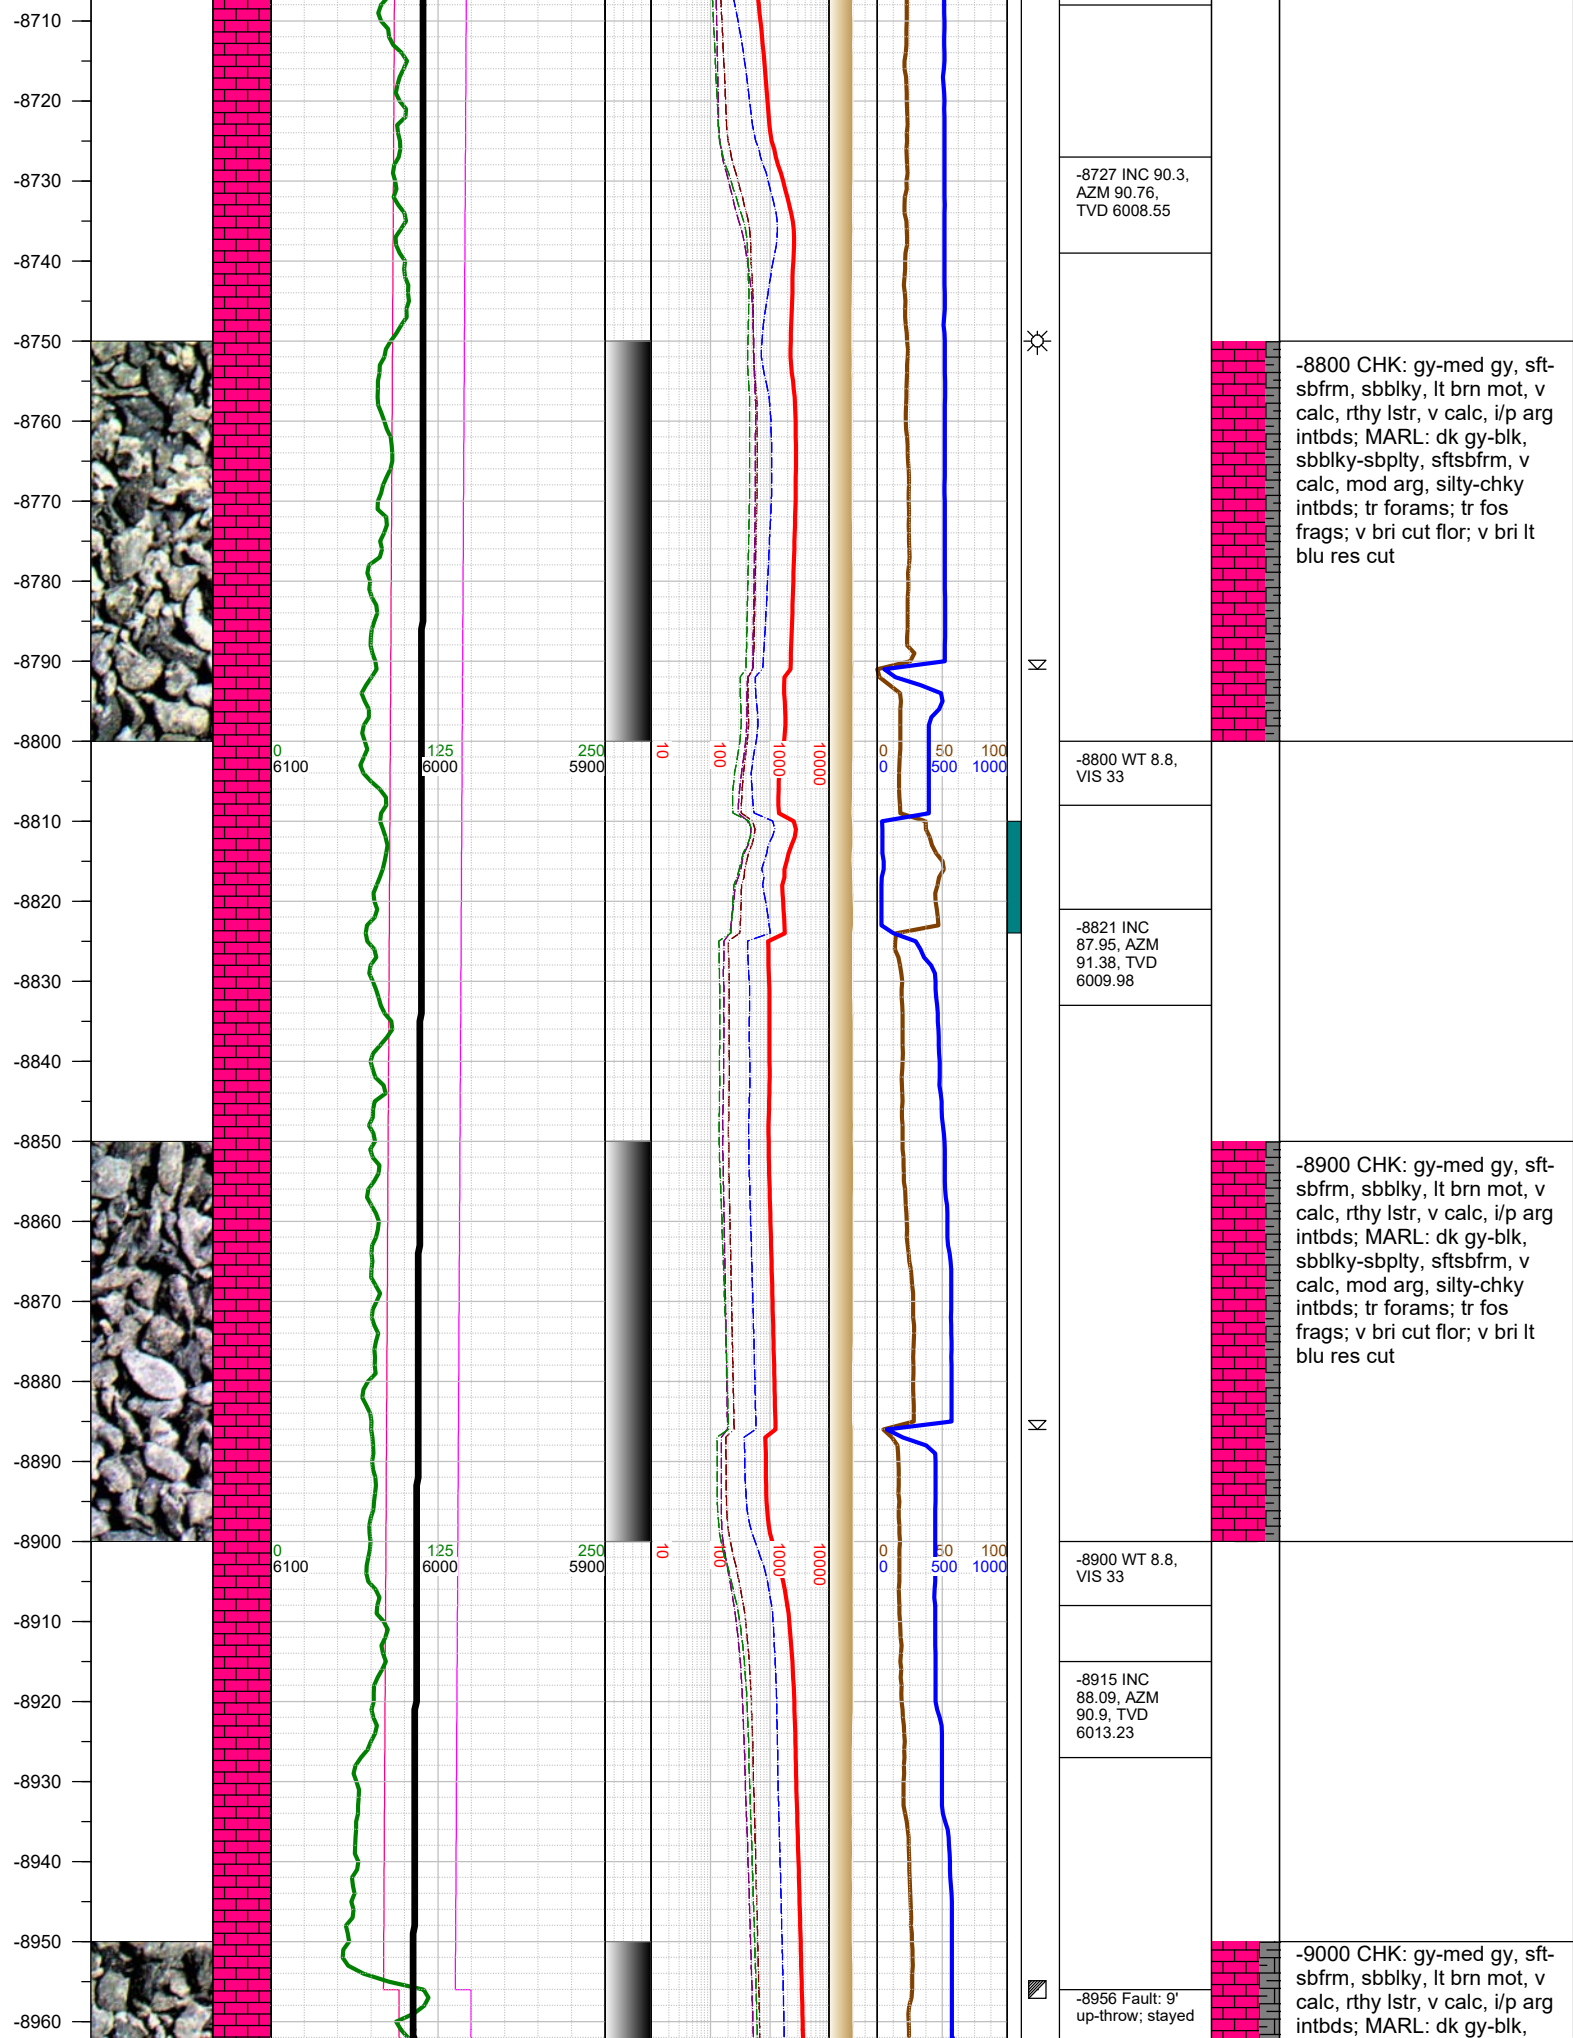 -8710
-8720
-8730
-8727 INC 90.3,
AZM 90.76,
TVD 6008.55
-8740
-8750
-8800 CHK: gy-med gy, sft-
sbfrm, sbblky, lt brn mot, v
calc, rthy lstr, v calc, i/p arg
intbds; MARL: dk gy-blk,
sbblky-sbplty, sftsbfrm, v
calc, mod arg, silty-chky
intbds; tr forams; tr fos
frags; v bri cut flor; v bri lt
blu res cut
-8760
-8770
-8780
-8790
-8800
0 125 250
6100 6000 5900
10 100 1000 10000
0 50 100
0 500 1000
-8800 WT 8.8,
VIS 33
-8810
-8820
-8821 INC
87.95, AZM
91.38, TVD
6009.98
-8830
-8840
-8850
-8900 CHK: gy-med gy, sft-
sbfrm, sbblky, lt brn mot, v
calc, rthy lstr, v calc, i/p arg
intbds; MARL: dk gy-blk,
sbblky-sbplty, sftsbfrm, v
calc, mod arg, silty-chky
intbds; tr forams; tr fos
frags; v bri cut flor; v bri lt
blu res cut
-8860
-8870
-8880
-8890
-8900
0 125 250
6100 6000 5900
10 100 1000 10000
0 50 100
0 500 1000
-8900 WT 8.8,
VIS 33
-8910
-8920
-8915 INC
88.09, AZM
90.9, TVD
6013.23
-8930
-8940
-8950
-9000 CHK: gy-med gy, sft-
sbfrm, sbblky, lt brn mot, v
calc, rthy lstr, v calc, i/p arg
intbds; MARL: dk gy-blk,
-8956 Fault: 9'
up-throw; stayed
-8960